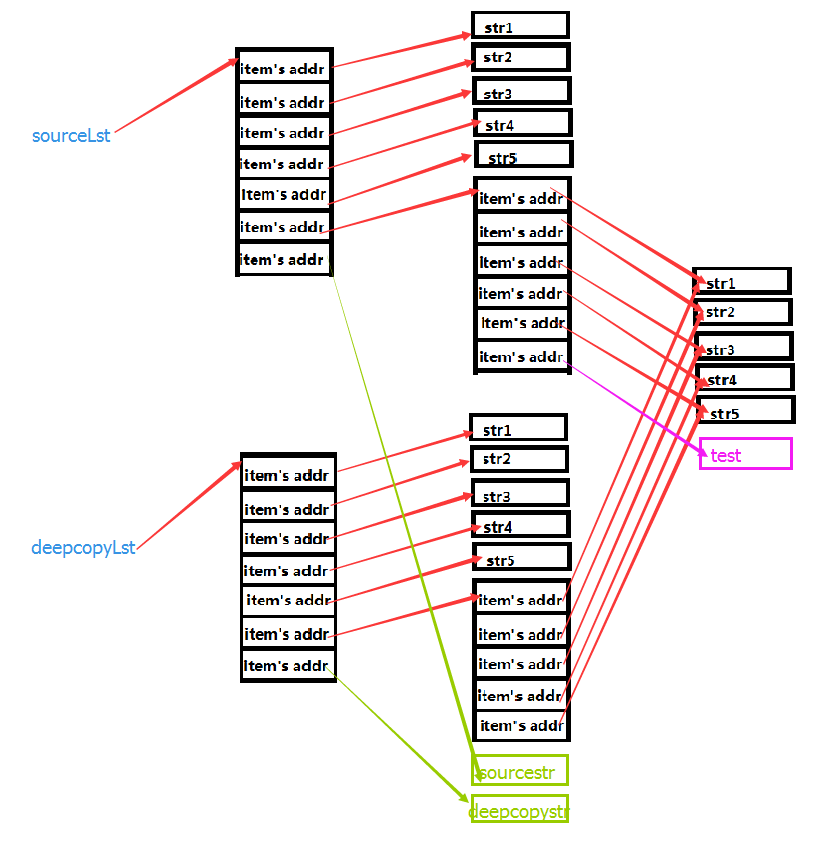 sourceLst
item's addr
item's addr
item's addr
item's addr
item's addr
item's addr
item's addr
str1
str2
str3
str4
str5
item's addr
item's addr
item's addr
item's addr
item's addr
item's addr
str1
str2
str3
str4
str5
test
deepcopyLst
item's addr
item's addr
item's addr
item's addr
item's addr
item's addr
item's addr
str1
str2
str3
str4
str5
item's addr
item's addr
item's addr
item's addr
item's addr
sourcestr
deepcopystr